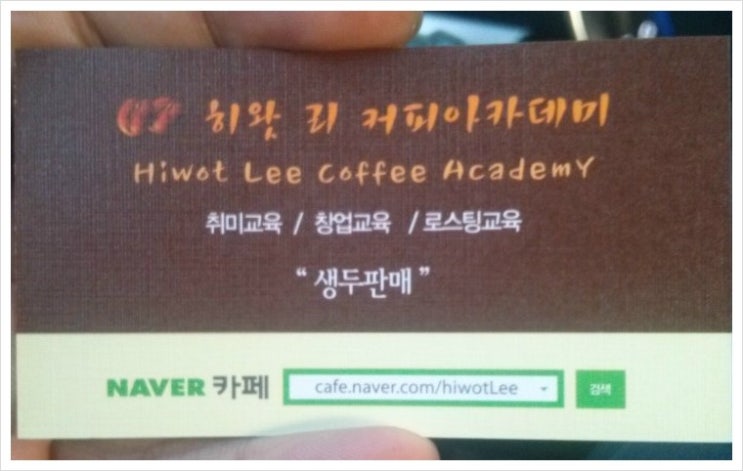 히왓 리 커피아카데미
Hiwot Lee Coffee Academy
취미교육 / 창업교육 / 로스팅교육
“ 생두판매 ”
NAVER 카페 cafe.naver.com/hiwotLee 검색